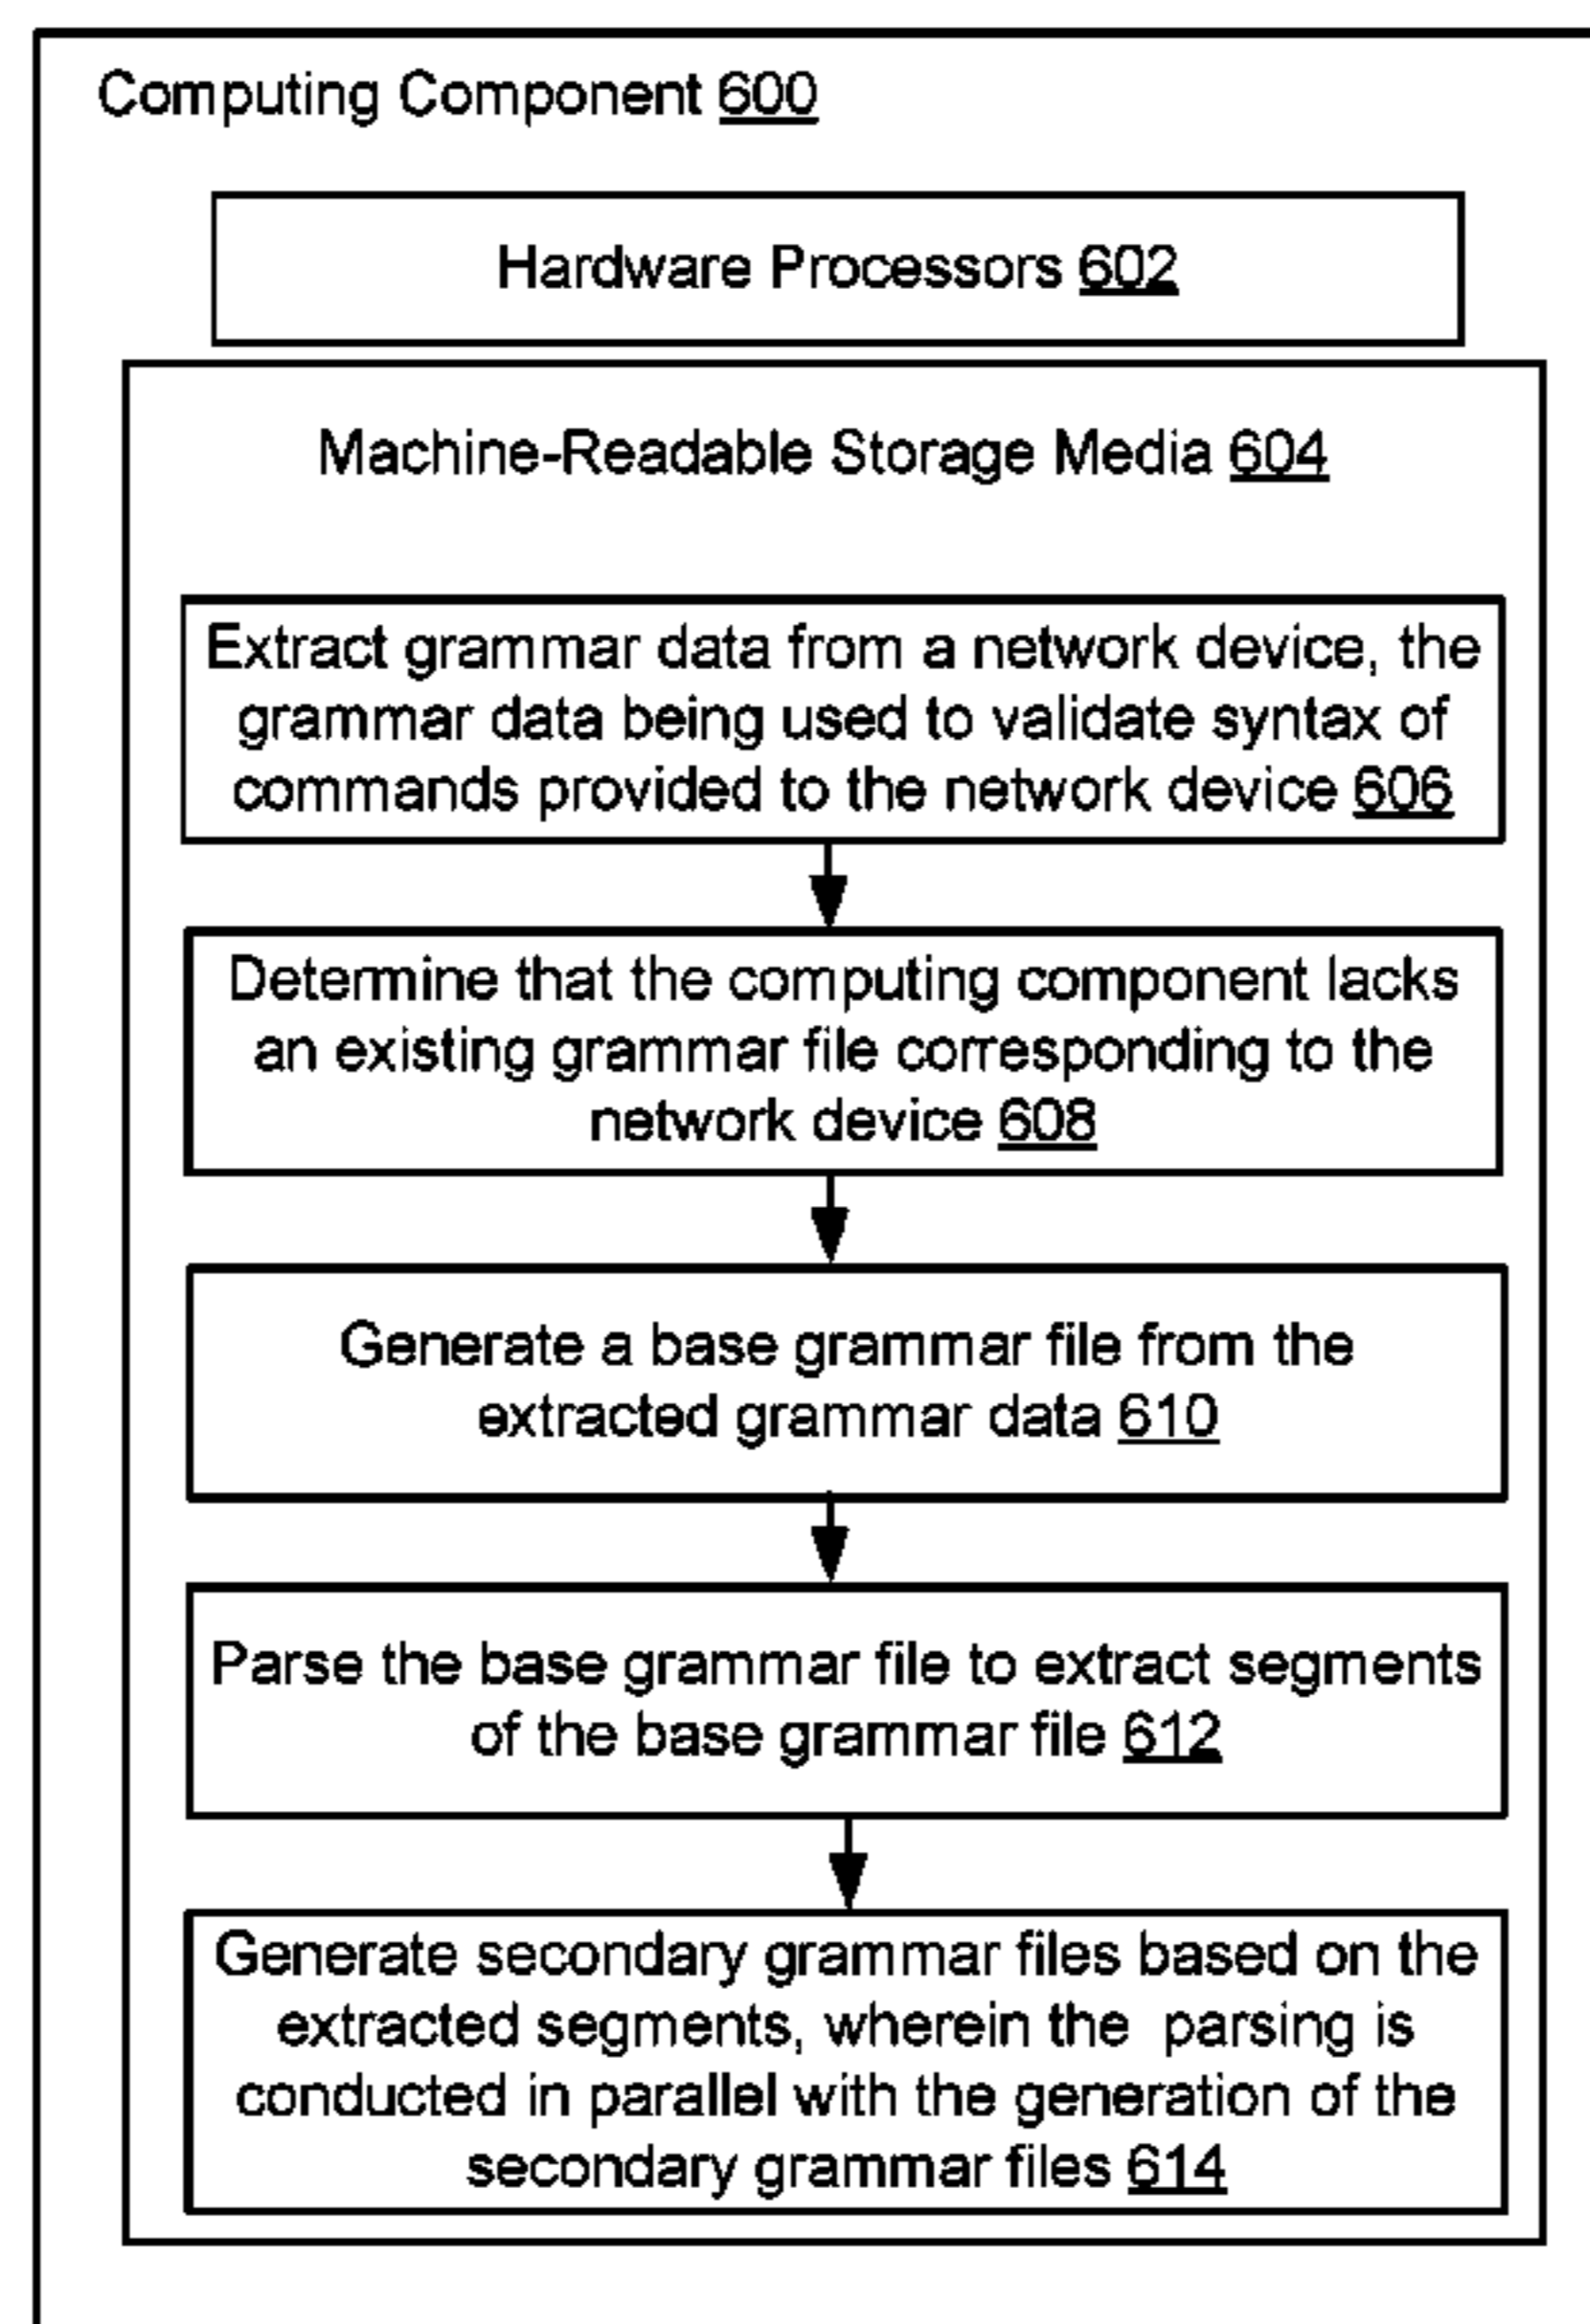 Computing Component 600
Hardware Processors 602
Machine-Readable Storage Media 604
Extract grammar data from a network device, the
grammar data being used to validate syntax of
commands provided to the network device 606
Determine that the computing component lacks
an existing grammar file corresponding to the
network device 608
Generate a base grammar file from the
extracted grammar data 610
Parse the base grammar file to extract segments
of the base grammar file 612
Generate secondary grammar files based on the
extracted segments, wherein the parsing is
conducted in parallel with the generation of the
secondary grammar files 614